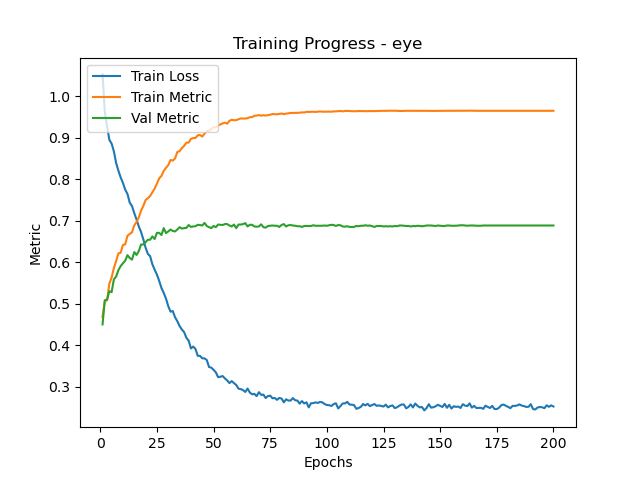 Training Progress - eye
Train Loss
Train Metric
Val Metric
1.0
0.9
0.8
0.7
0.6
0.5
0.4
0.3
Metric
0 25 50 75 100 125 150 175 200
Epochs